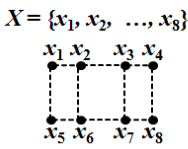 X = {x₁, x₂, …, x₈}
x₁ x₂ x₃ x₄
x₅ x₆ x₇ x₈